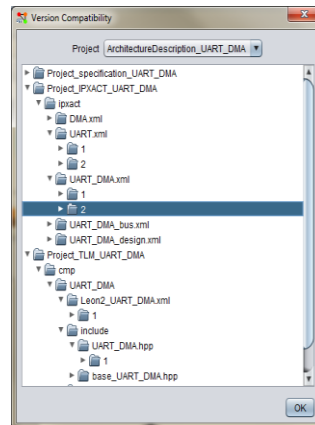 Version Compatibility
Project ArchitectureDescription_UART_DMA
Project_specification_UART_DMA
Project_IPXACT_UART_DMA
ipxact
DMA.xml
UART.xml
1
2
UART_DMA.xml
1
2
UART_DMA_bus.xml
UART_DMA_design.xml
Project_TLM_UART_DMA
cmp
UART_DMA
Leon2_UART_DMA.xml
1
include
UART_DMA.hpp
1
base_UART_DMA.hpp
OK